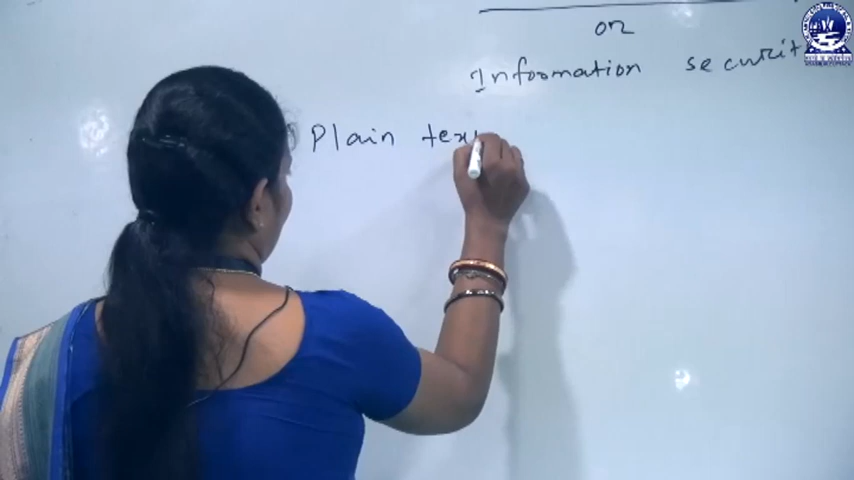 or
Information securit
Plain tex